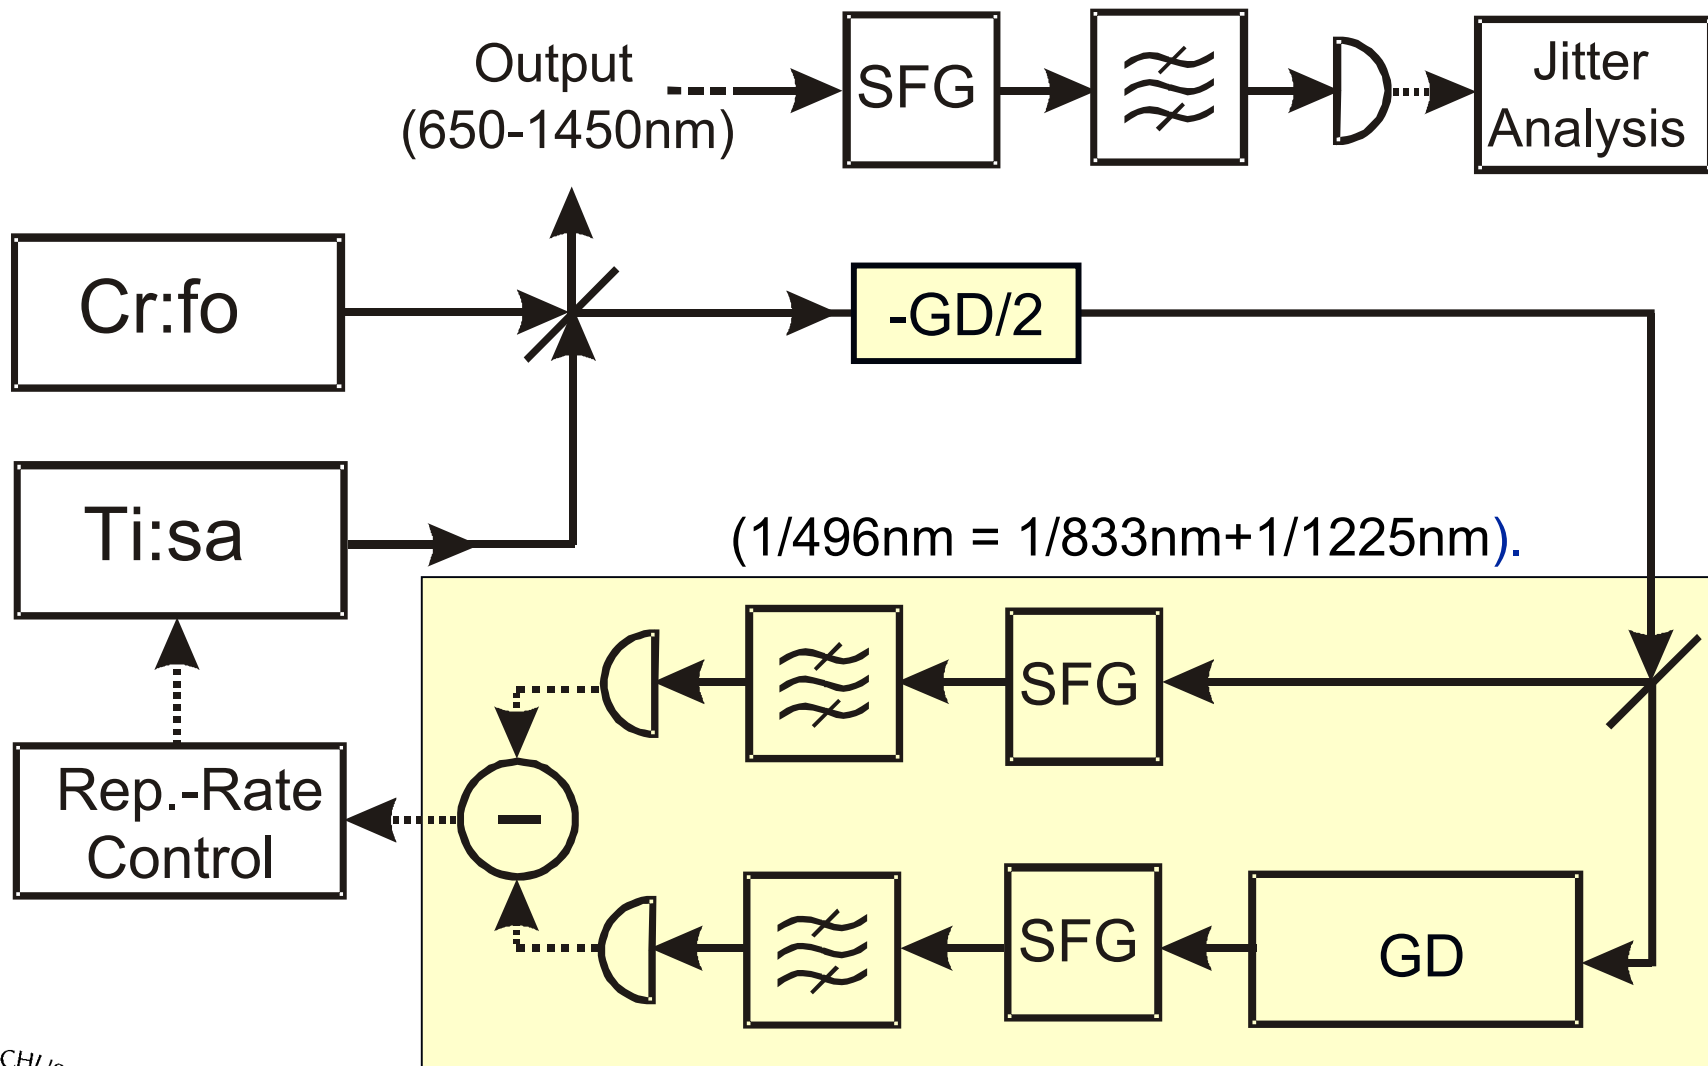 Output
(650-1450nm)
SFG
Jitter
Analysis
Cr:fo
-GD/2
Ti:sa
(1/496nm = 1/833nm+1/1225nm).
SFG
Rep.-Rate
Control
SFG
GD